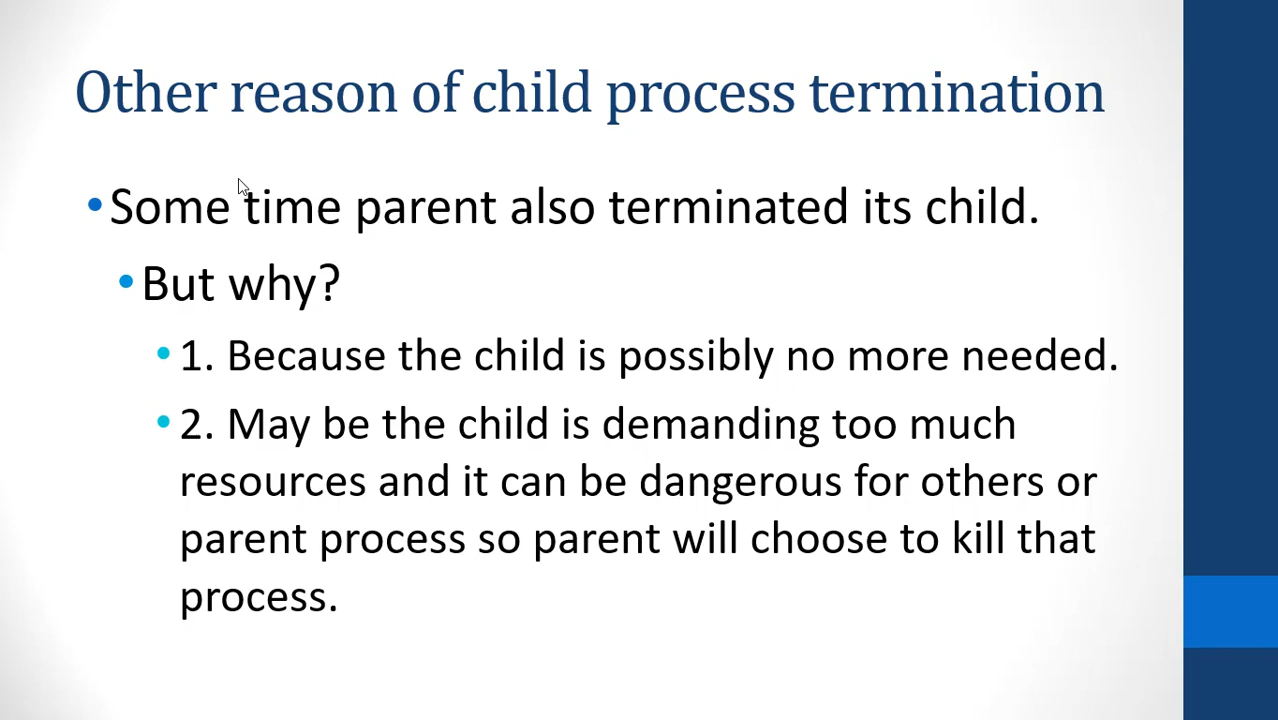 Other reason of child process termination
•Some time parent also terminated its child.
•But why?
•1. Because the child is possibly no more needed.
•2. May be the child is demanding too much
resources and it can be dangerous for others or
parent process so parent will choose to kill that
process.